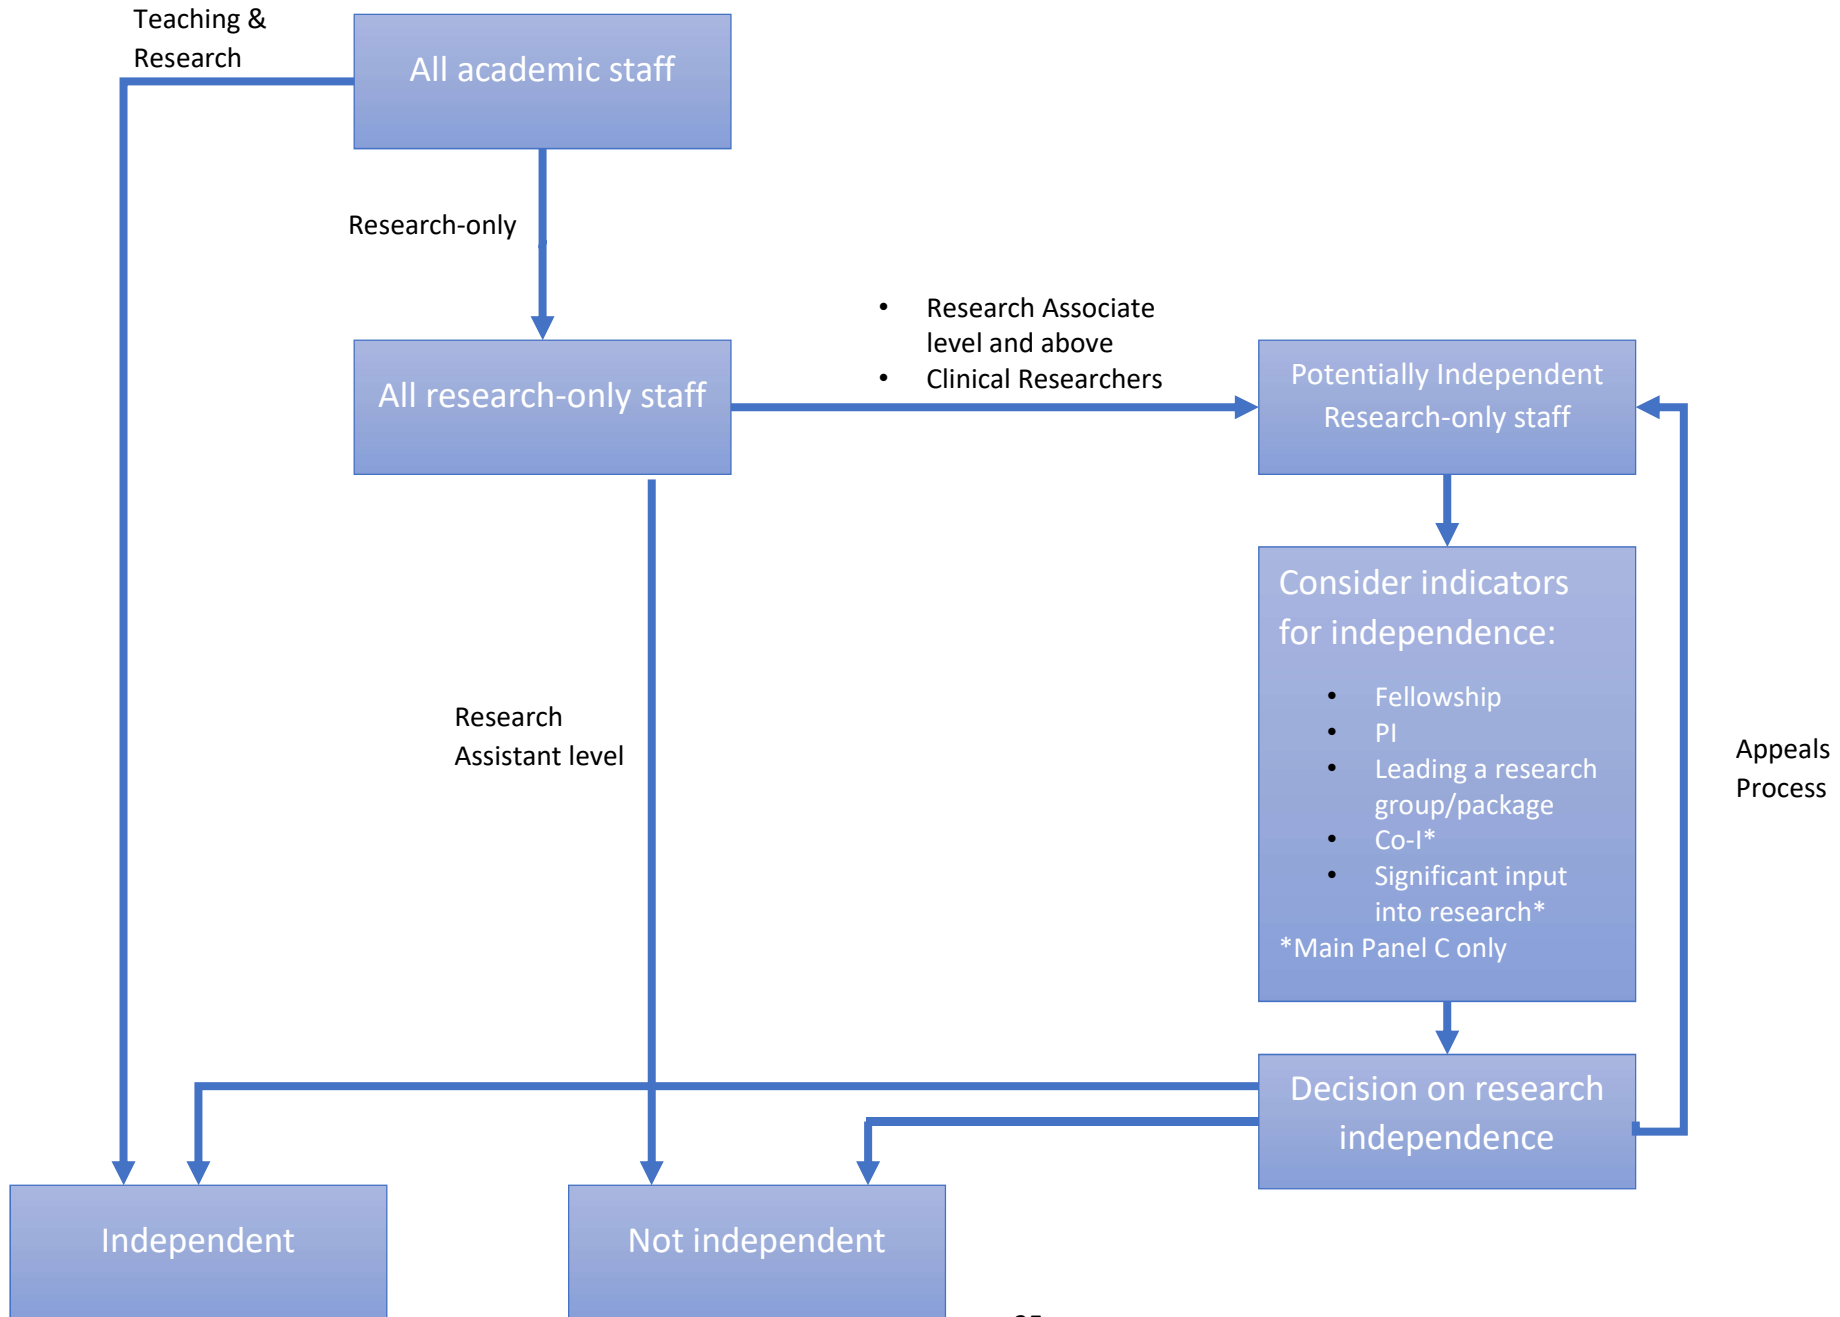 Teaching &
Research
All academic staff
Research-only
• Research Associate
level and above
• Clinical Researchers
All research-only staff
Potentially Independent
Research-only staff
Consider indicators
for independence:
• Fellowship
• PI
• Leading a research
group/package
• Co-I*
• Significant input
into research*
*Main Panel C only
Research
Assistant level
Appeals
Process
Decision on research
independence
Independent
Not independent